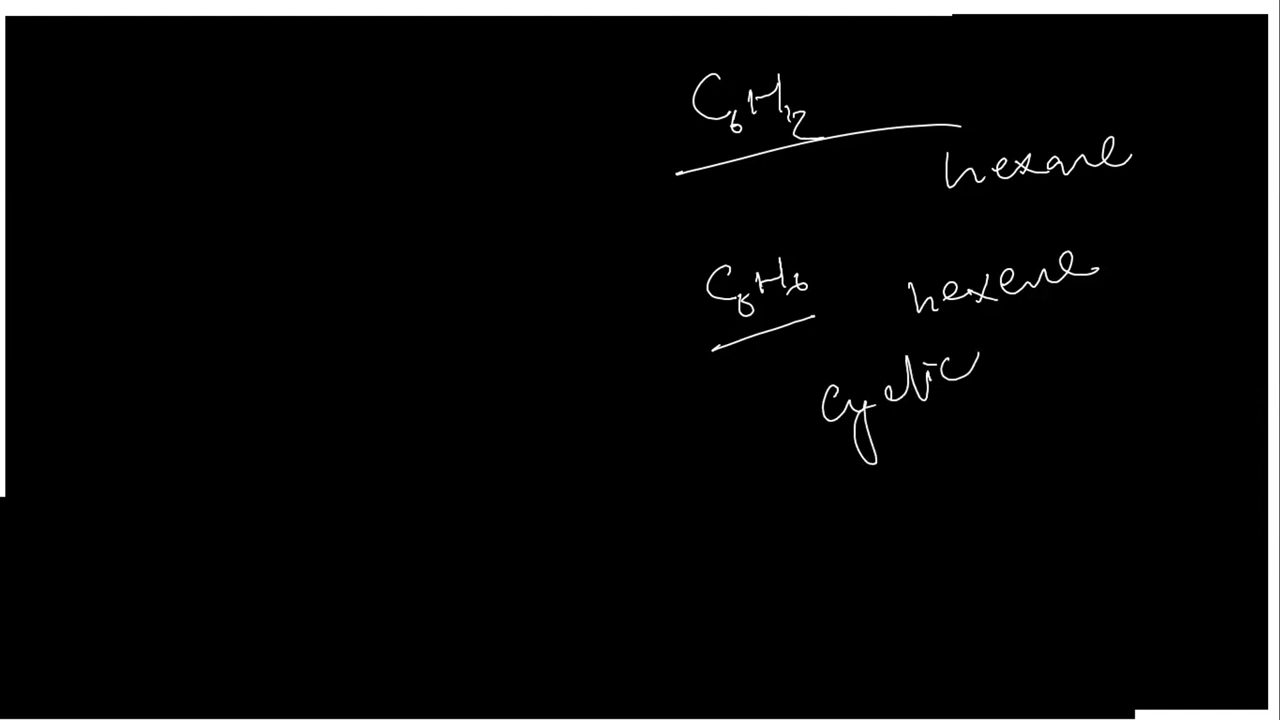 C₆H₁₂
hexane
C₆H₆ hexene
cyclic